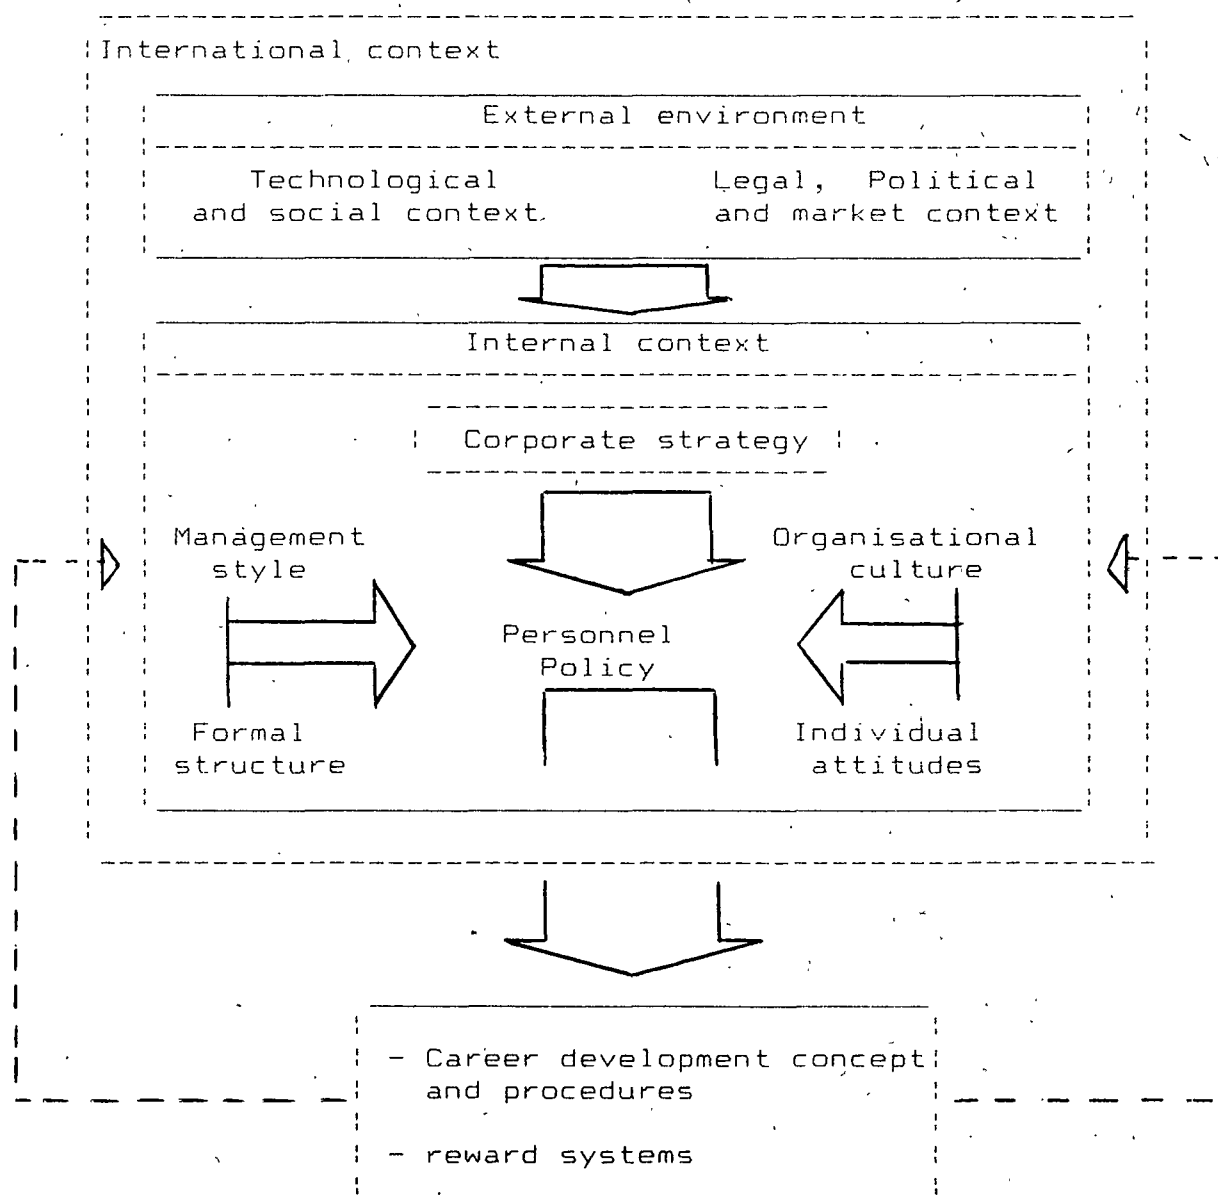 International context
External environment
Technological
and social context
Legal, Political
and market context
Internal context
Corporate strategy
Management
style
Organisational
culture
Personnel
Policy
Formal
structure
Individual
attitudes
- Career development concept
and procedures
- reward systems